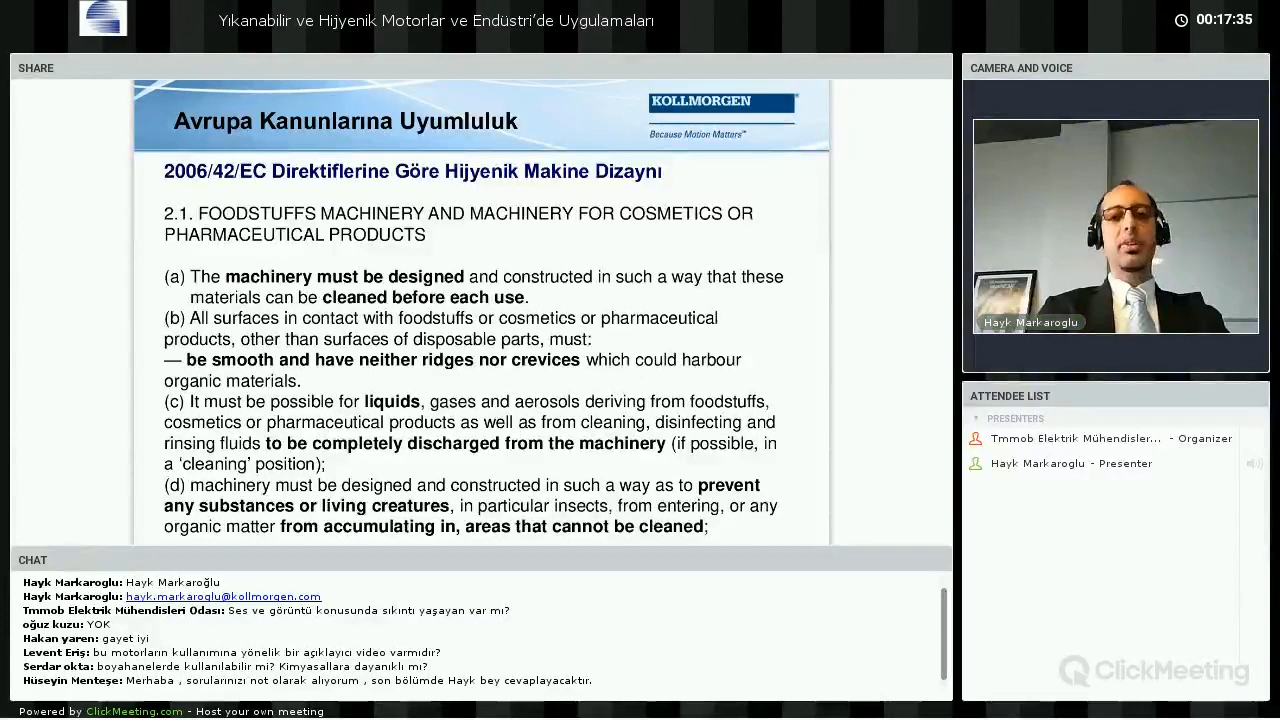 Yıkanabilir ve Hijyenik Motorlar ve Endüstri'de Uygulamaları
00:17:35
SHARE
Avrupa Kanunlarına Uyumluluk
KOLLMORGEN
Because Motion Matters™
2006/42/EC Direktiflerine Göre Hijyenik Makine Dizaynı
2.1. FOODSTUFFS MACHINERY AND MACHINERY FOR COSMETICS OR
PHARMACEUTICAL PRODUCTS
(a) The machinery must be designed and constructed in such a way that these
materials can be cleaned before each use.
(b) All surfaces in contact with foodstuffs or cosmetics or pharmaceutical
products, other than surfaces of disposable parts, must:
— be smooth and have neither ridges nor crevices which could harbour
organic materials.
(c) It must be possible for liquids, gases and aerosols deriving from foodstuffs,
cosmetics or pharmaceutical products as well as from cleaning, disinfecting and
rinsing fluids to be completely discharged from the machinery (if possible, in
a ‘cleaning’ position);
(d) machinery must be designed and constructed in such a way as to prevent
any substances or living creatures, in particular insects, from entering, or any
organic matter from accumulating in, areas that cannot be cleaned;
CAMERA AND VOICE
Hayk Markaroglu
ATTENDEE LIST
PRESENTERS
Tmmob Elektrik Mühendisler... - Organizer
Hayk Markaroglu - Presenter
CHAT
Hayk Markaroglu: Hayk Markaroğlu
Hayk Markaroglu: hayk.markaroglu@kollmorgen.com
Tmmob Elektrik Mühendisleri Odası: Ses ve görüntü konusunda sıkıntı yaşayan var mı?
oğuz kuzu: YOK
Hakan yaren: gayet iyi
Levent Eriş: bu motorların kullanımına yönelik bir açıklayıcı video varmıdır?
Serdar okta: boyahanelerde kullanılabilir mi? Kimyasallara dayanıklı mı?
Hüseyin Menteşe: Merhaba , sorularınızı not olarak alıyorum , son bölümde Hayk bey cevaplayacaktır.
ClickMeeting
Powered by ClickMeeting.com - Host your own meeting